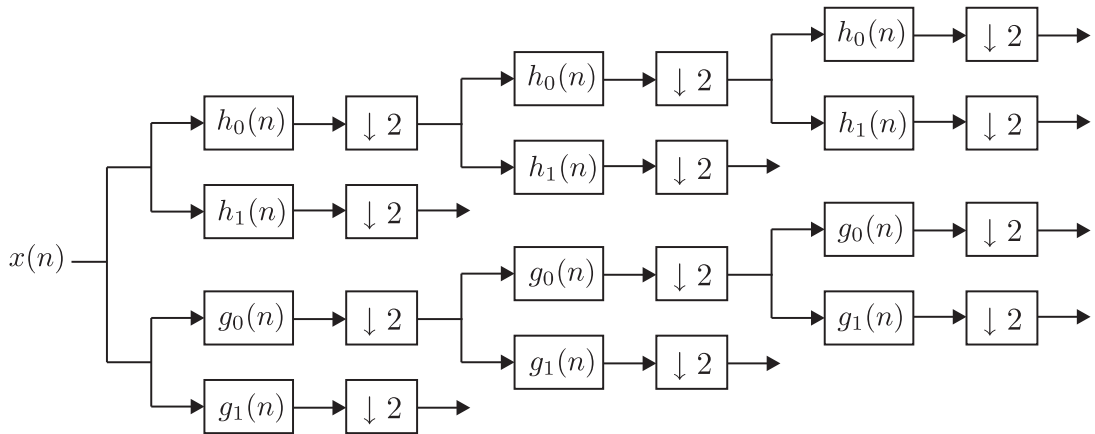 h₀(n) ↓ 2
h₀(n) ↓ 2
h₀(n) ↓ 2 h₁(n) ↓ 2
h₁(n) ↓ 2
h₁(n) ↓ 2 g₀(n) ↓ 2
x(n)
g₀(n) ↓ 2
g₀(n) ↓ 2 g₁(n) ↓ 2
g₁(n) ↓ 2
g₁(n) ↓ 2